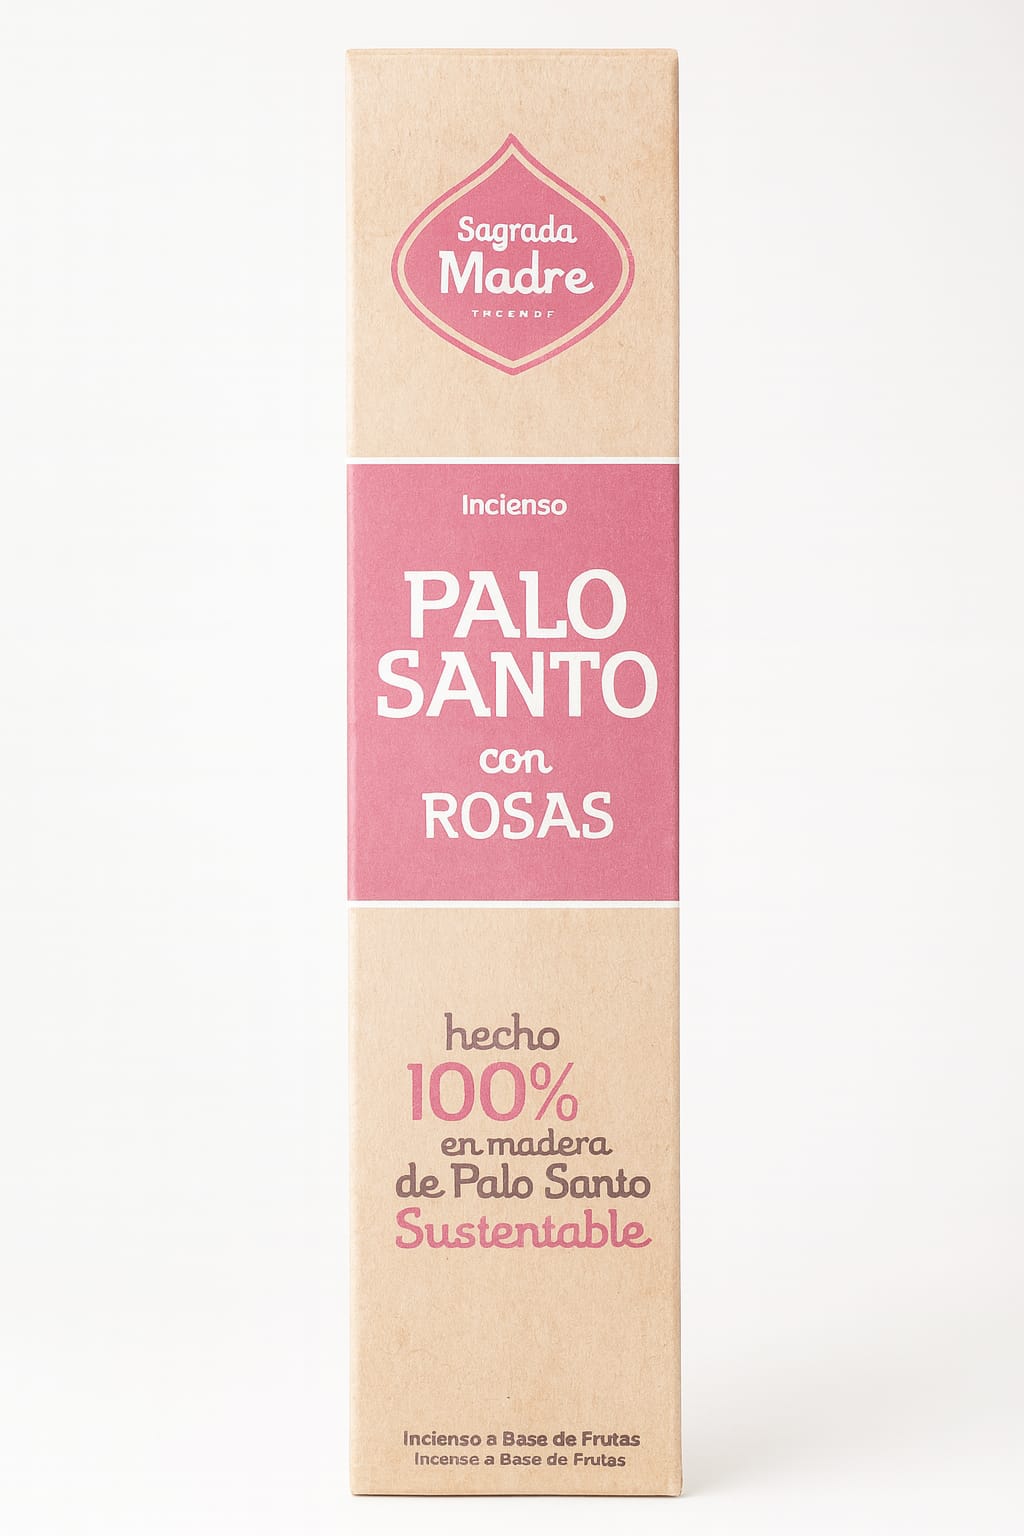 Sagrada
Madre
THCENDF
Incienso
PALO
SANTO
con
ROSAS
hecho
100%
en madera
de Palo Santo
Sustentable
Incienso a Base de Frutas
Incense a Base de Frutas